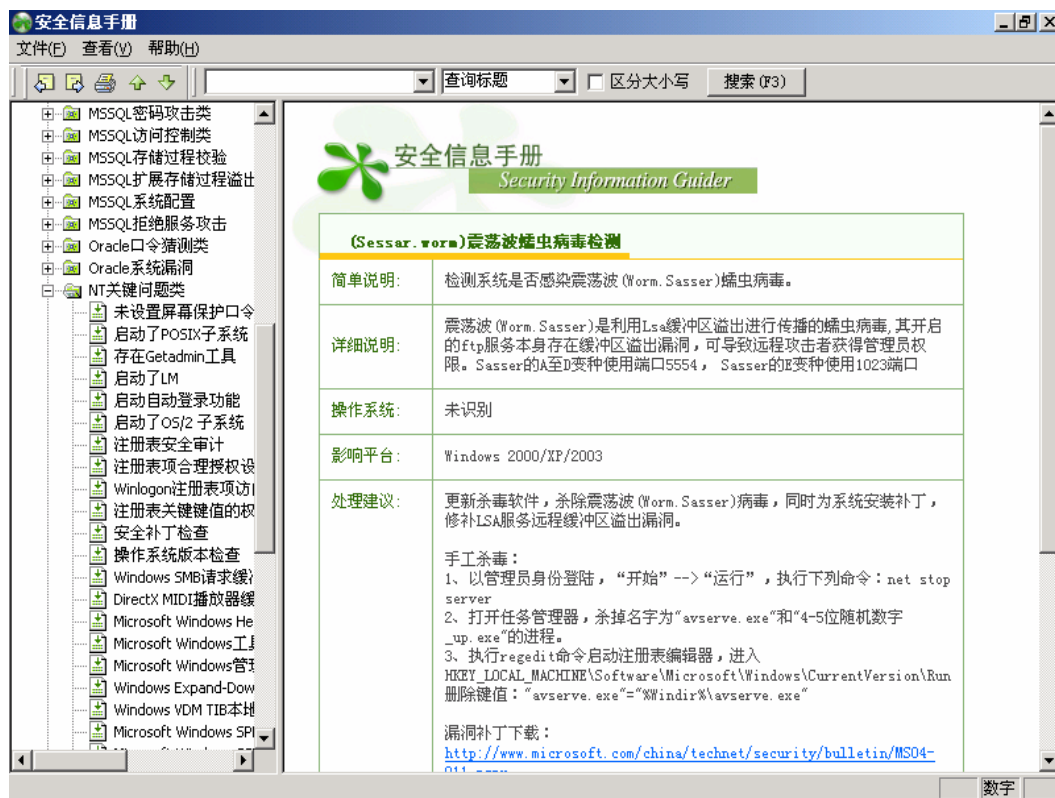 安全信息手册
文件(F) 查看(V) 帮助(H)
查询标题 区分大小写 搜索(F3)
MSSQL密码攻击类
MSSQL访问控制类
MSSQL存储过程校验
MSSQL扩展存储过程溢出
MSSQL系统配置
MSSQL拒绝服务攻击
Oracle口令猜测类
Oracle系统漏洞
NT关键问题类
未设置屏幕保护口令
启动了POSIX子系统
存在Getadmin工具
启动了LM
启动自动登录功能
启动了OS/2 子系统
注册表安全审计
注册表项合理授权设
Winlogon注册表项访
注册表关键键值的权
安全补丁检查
操作系统版本检查
Windows SMB请求缓
DirectX MIDI播放器缓
Microsoft Windows He
Microsoft Windows工
Microsoft Windows管
Windows Expand-Dow
Windows VDM TIB本地
Microsoft Windows SP
安全信息手册
Security Information Guider
(Sessar.worm)震荡波蠕虫病毒检测
简单说明: 检测系统是否感染震荡波(Worm.Sasser)蠕虫病毒。
详细说明: 震荡波(Worm.Sasser)是利用Lsa缓冲区溢出进行传播的蠕虫病毒,其开启
的ftp服务本身存在缓冲区溢出漏洞，可导致远程攻击者获得管理员权
限。Sasser的A至D变种使用端口5554， Sasser的E变种使用1023端口
操作系统: 未识别
影响平台: Windows 2000/XP/2003
处理建议: 更新杀毒软件，杀除震荡波(Worm.Sasser)病毒，同时为系统安装补丁，
修补LSA服务远程缓冲区溢出漏洞。
手工杀毒：
1、以管理员身份登陆，“开始”-->“运行”，执行下列命令：net stop
server
2、打开任务管理器，杀掉名字为"avserve.exe"和"4-5位随机数字
_up.exe"的进程。
3、执行regedit命令启动注册表编辑器，进入
HKEY_LOCAL_MACHINE\Software\Microsoft\Windows\CurrentVersion\Run
册除键值："avserve.exe"="%Windir%\avserve.exe"
漏洞补丁下载：
http://www.microsoft.com/china/technet/security/bulletin/MS04-
数字